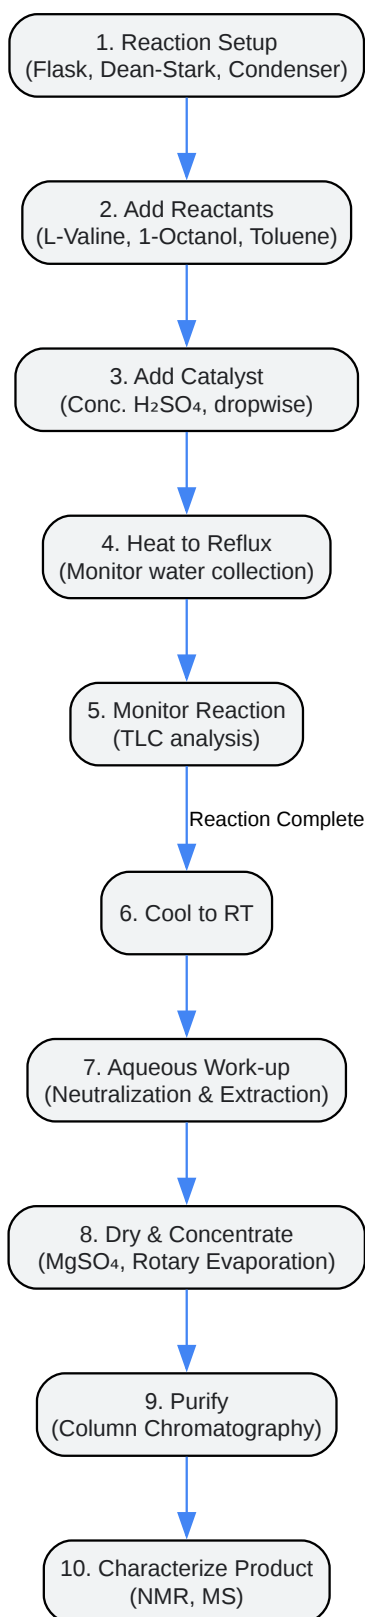 1. Reaction Setup
(Flask, Dean-Stark, Condenser)
2. Add Reactants
(L-Valine, 1-Octanol, Toluene)
3. Add Catalyst
(Conc. H₂SO₄, dropwise)
4. Heat to Reflux
(Monitor water collection)
5. Monitor Reaction
(TLC analysis)
Reaction Complete
6. Cool to RT
7. Aqueous Work-up
(Neutralization & Extraction)
8. Dry & Concentrate
(MgSO₄, Rotary Evaporation)
9. Purify
(Column Chromatography)
10. Characterize Product
(NMR, MS)